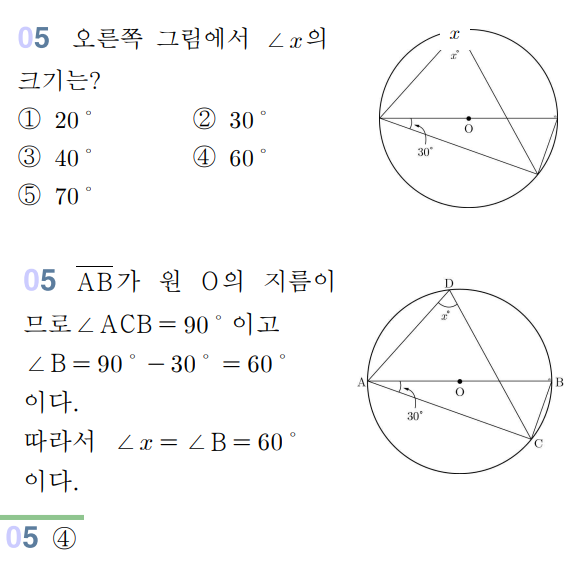 05 오른쪽 그림에서 ∠x의
크기는?
① 20° ② 30°
③ 40° ④ 60°
⑤ 70°
x
x°
O
30°
05 AB가 원 O의 지름이
므로∠ACB=90°이고
∠B=90°-30°=60°
이다.
따라서 ∠x=∠B=60°
이다.
D
x°
A
B
O
30°
C
05 ④